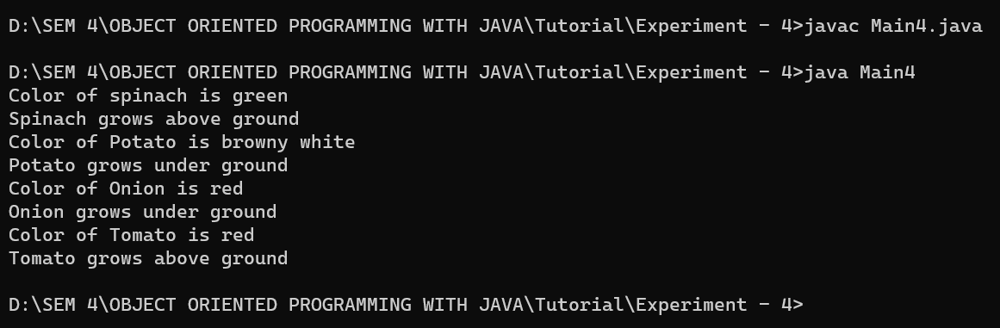 D:\SEM 4\OBJECT ORIENTED PROGRAMMING WITH JAVA\Tutorial\Experiment - 4>javac Main4.java
D:\SEM 4\OBJECT ORIENTED PROGRAMMING WITH JAVA\Tutorial\Experiment - 4>java Main4
Color of spinach is green
Spinach grows above ground
Color of Potato is browny white
Potato grows under ground
Color of Onion is red
Onion grows under ground
Color of Tomato is red
Tomato grows above ground
D:\SEM 4\OBJECT ORIENTED PROGRAMMING WITH JAVA\Tutorial\Experiment - 4>